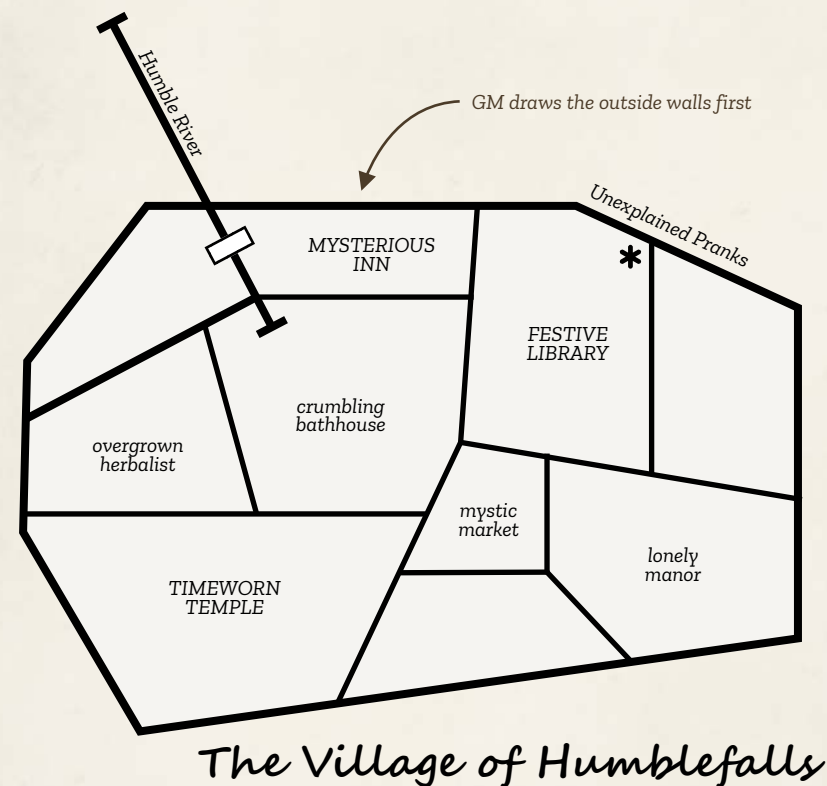 Humble River
GM draws the outside walls first
Unexplained Pranks
MYSTERIOUS
INN
*
FESTIVE
LIBRARY
crumbling
bathhouse
overgrown
herbalist
mystic
market
lonely
manor
TIMEWORN
TEMPLE
The Village of Humblefalls